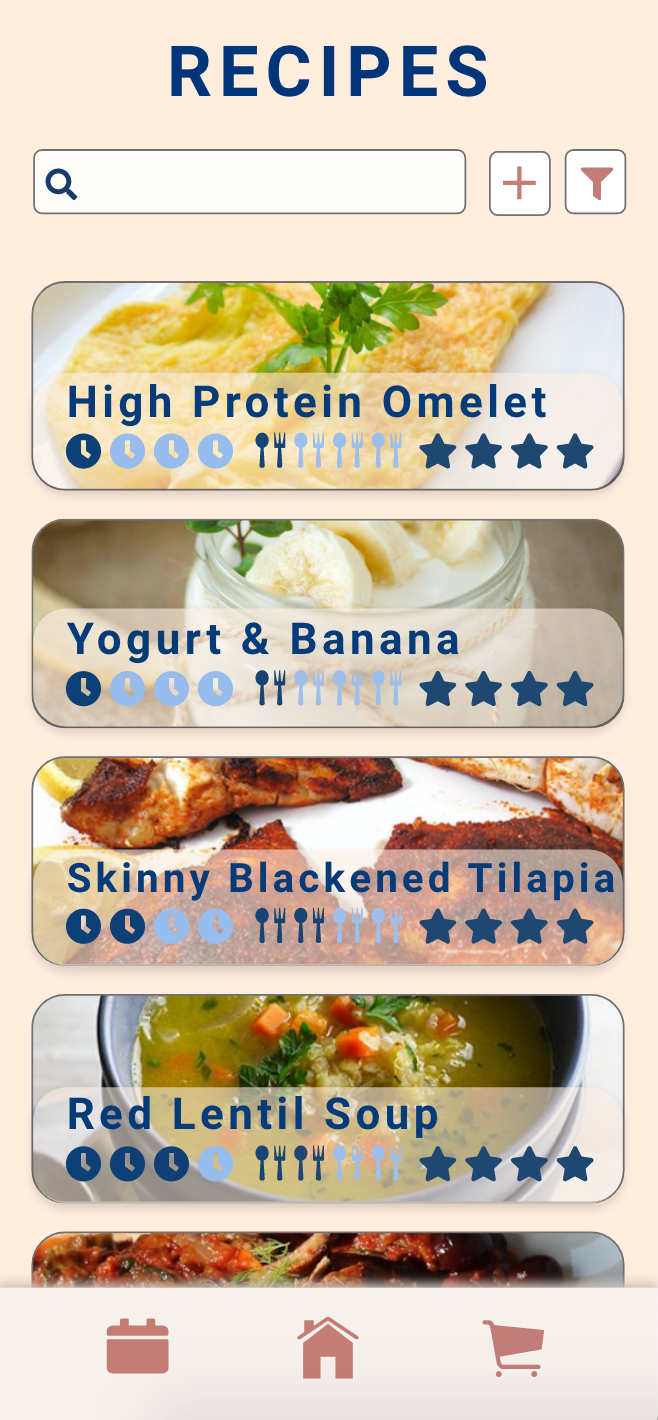 RECIPES
High Protein Omelet
Yogurt & Banana
Skinny Blackened Tilapia
Red Lentil Soup